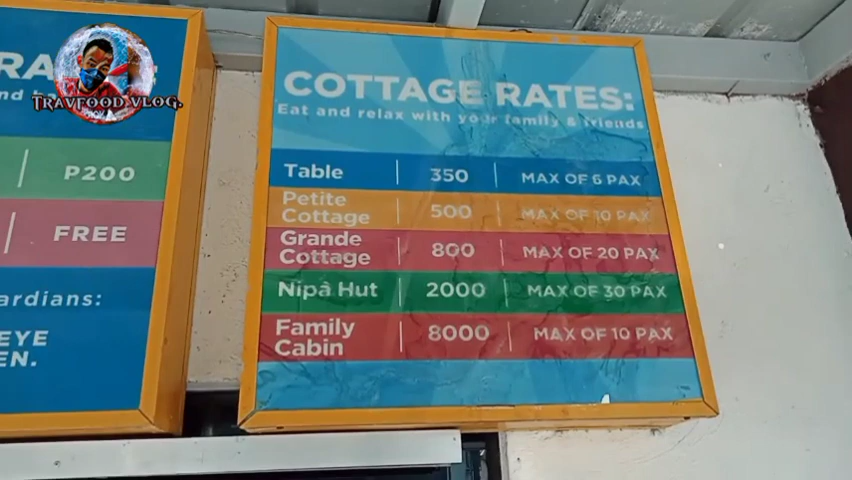 TRAVFOOD VLOG.
P200
FREE
ardians:
EYE
EN.
COTTAGE RATES:
Eat and relax with your family & friends
Table 350 MAX OF 6 PAX
Petite Cottage 500 MAX OF 10 PAX
Grande Cottage 800 MAX OF 20 PAX
Nipa Hut 2000 MAX OF 30 PAX
Family Cabin 8000 MAX OF 10 PAX